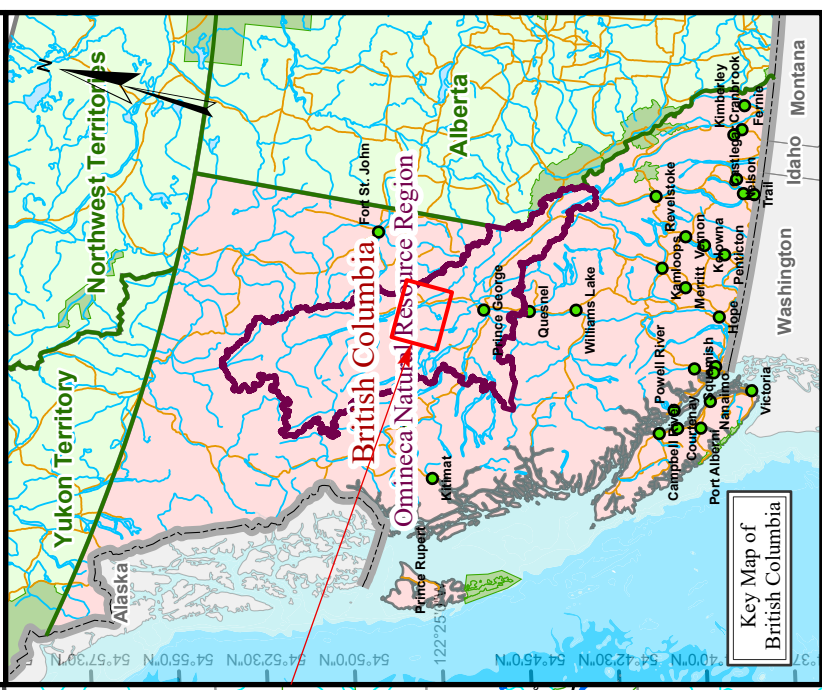 N
Northwest Territories
Yukon Territory
Alberta
Fort St. John
British Columbia
Omineca Natural Resource Region
Alaska
Prince George
Quesnel
Williams Lake
Kitimat
Prince Rupert
Revelstoke
Kimberley
Cranbrook
Fernie
Castlegar
Nelson
Trail
Kamloops
Merritt
Vernon
Kelowna
Penticton
Hope
Powell River
Campbell River
Courtenay
Squamish
Nanaimo
Port Alberni
Victoria
Montana
Idaho
Washington
122°25'0"W
54°57'30"N
54°55'0"N
54°52'30"N
54°50'0"N
54°45'0"N
54°42'30"N
54°40'0"N
Key Map of
British Columbia